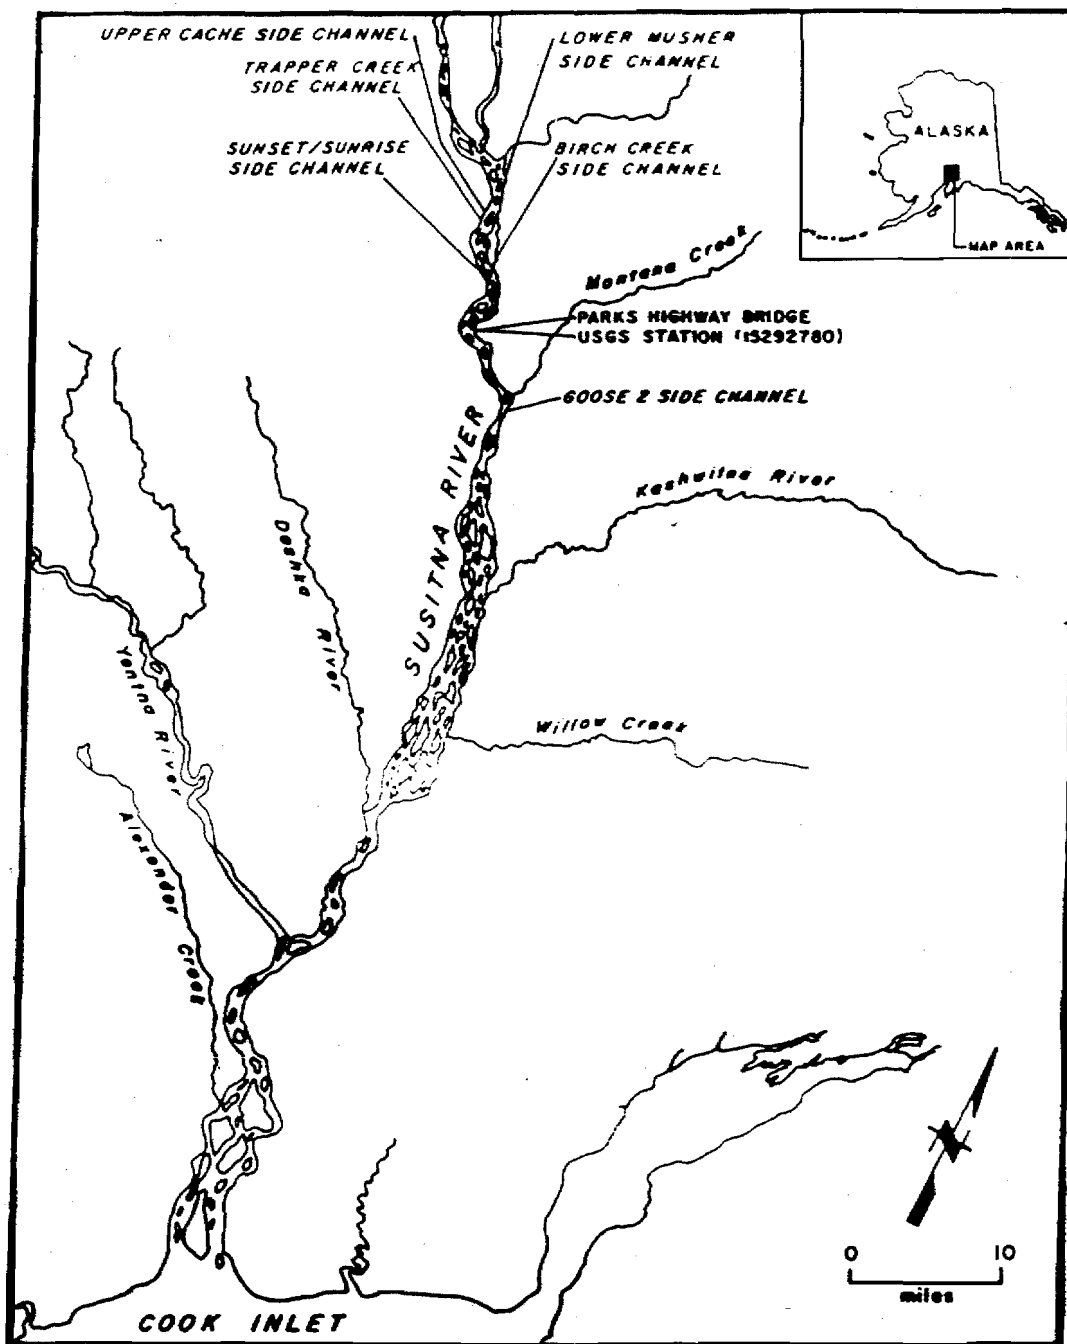 UPPER CACHE SIDE CHANNEL
TRAPPER CREEK
SIDE CHANNEL
SUNSET/SUNRISE
SIDE CHANNEL
LOWER MUSHER
SIDE CHANNEL
BIRCH CREEK
SIDE CHANNEL
ALASKA
MAP AREA
Montana Creek
PARKS HIGHWAY BRIDGE
USGS STATION (15292780)
GOOSE 2 SIDE CHANNEL
SUSITNA RIVER
Kashwitna River
Deshka River
Yentna River
Willow Creek
Alexander Creek
0 10
miles
COOK INLET